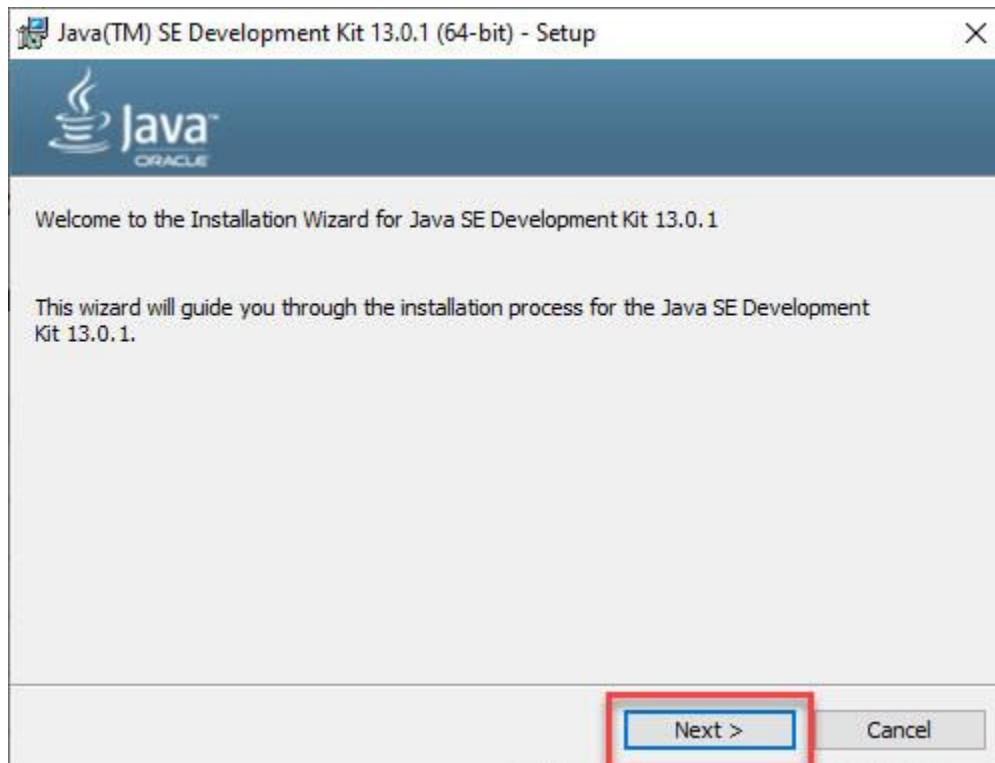 Java(TM) SE Development Kit 13.0.1 (64-bit) - Setup
Java™
ORACLE
Welcome to the Installation Wizard for Java SE Development Kit 13.0.1
This wizard will guide you through the installation process for the Java SE Development
Kit 13.0.1.
Next >
Cancel